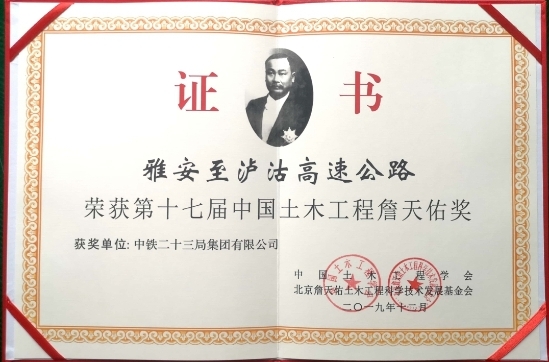 证书
雅安至泸沽高速公路
荣获第十七届中国土木工程詹天佑奖
获奖单位:中铁二十三局集团有限公司
中国土木工程学会
北京詹天佑土木工程科学技术发展基金会
二〇一九年十二月